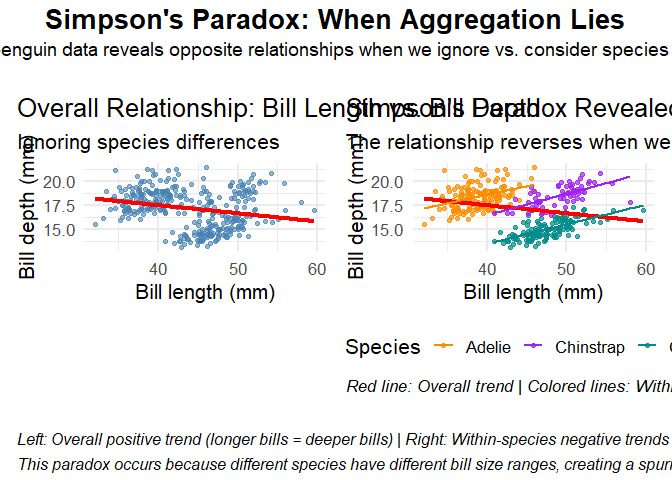 Simpson's Paradox: When Aggregation Lies
penguin data reveals opposite relationships when we ignore vs. consider species
Overall Relationship: Bill Length vs. Bill Depth
Ignoring species differences
Bill depth (mm)
20.0
17.5
15.0
40
50
60
Bill length (mm)
Simpson's Paradox Revealed
The relationship reverses when we
Bill depth (mm)
20.0
17.5
15.0
40
50
60
Bill length (mm)
Species
Adelie
Chinstrap
Red line: Overall trend | Colored lines:
Left: Overall positive trend (longer bills = deeper bills) | Right: Within-species negative trends
This paradox occurs because different species have different bill size ranges, creating a